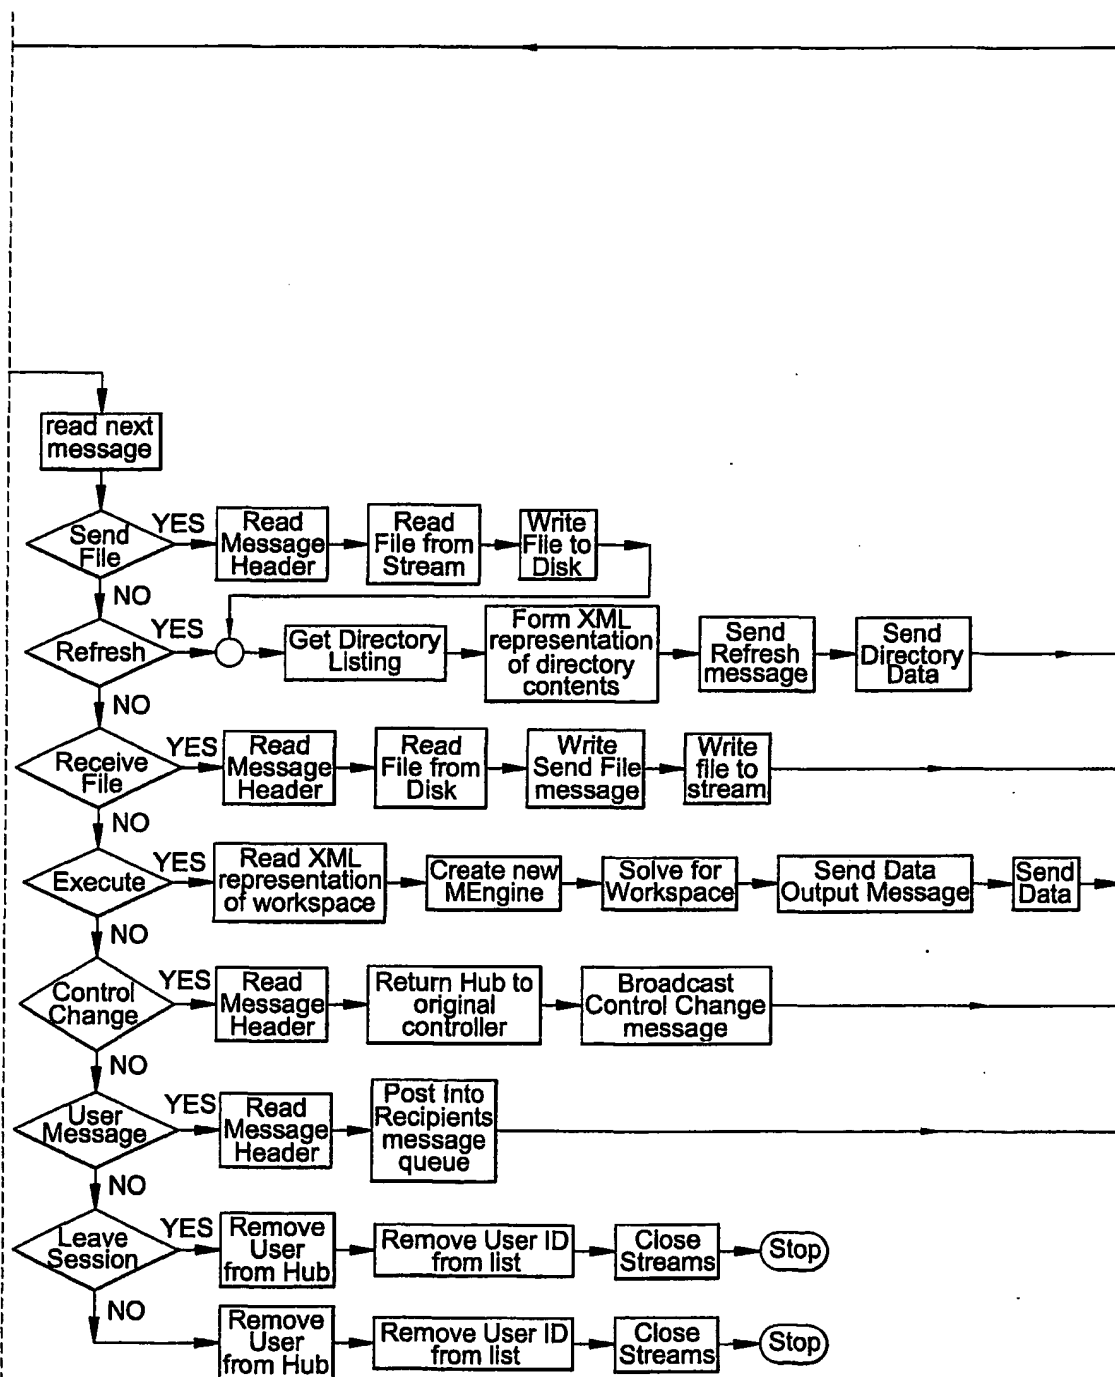 read next
message
Send
File
YES
Read
Message
Header
Read
File from
Stream
Write
File to
Disk
NO
Refresh
YES
Get Directory
Listing
Form XML
representation
of directory
contents
Send
Refresh
message
Send
Directory
Data
NO
Receive
File
YES
Read
Message
Header
Read
File from
Disk
Write
Send File
message
Write
file to
stream
NO
Execute
YES
Read XML
representation
of workspace
Create new
MEngine
Solve for
Workspace
Send Data
Output Message
Send
Data
NO
Control
Change
YES
Read
Message
Header
Return Hub to
original
controller
Broadcast
Control Change
message
NO
User
Message
YES
Read
Message
Header
Post Into
Recipients
message
queue
NO
Leave
Session
YES
Remove
User
from Hub
Remove User ID
from list
Close
Streams
Stop
NO
Remove
User
from Hub
Remove User ID
from list
Close
Streams
Stop